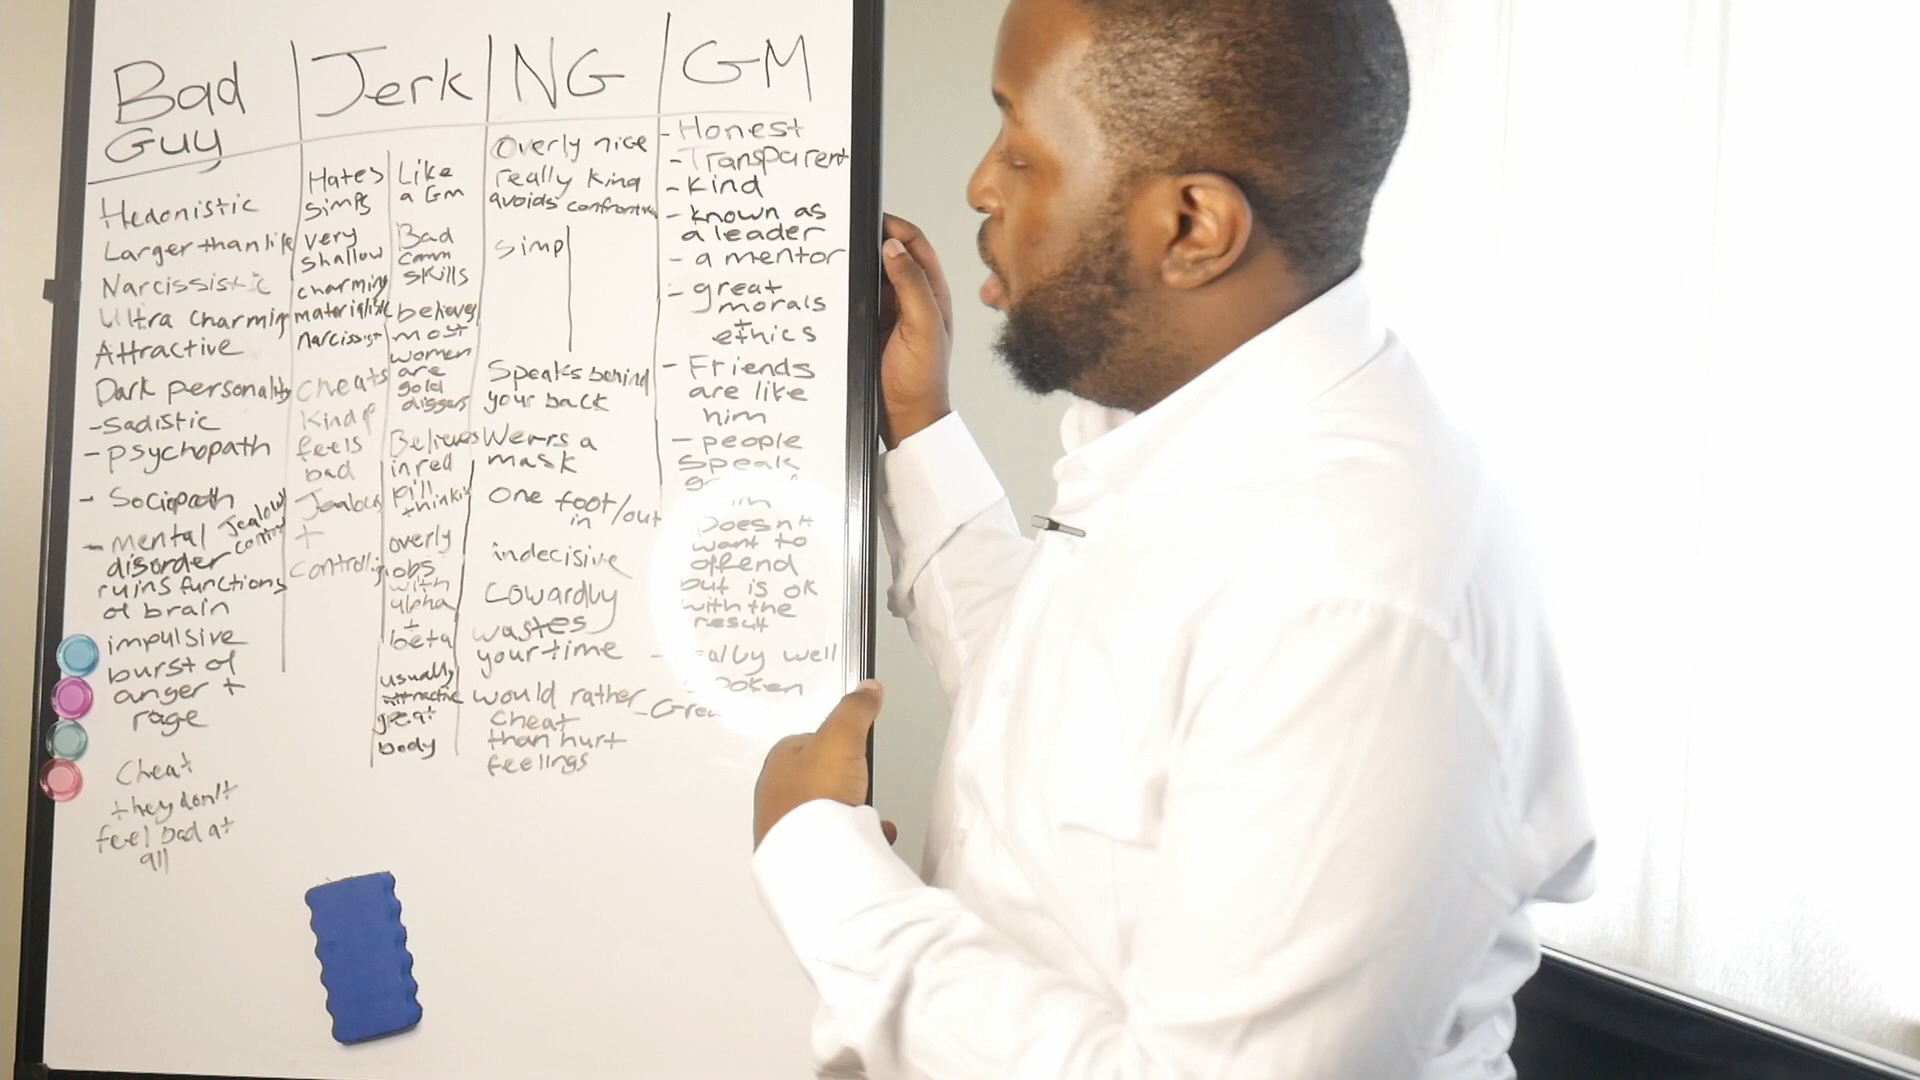 Bad
Guy
Hedonistic
Larger than life
Narcissistic
Ultra charming
Attractive
Dark personality
-Sadistic
-psychopath
- Sociopath
- mental
disorder
Jealousy
control
ruins functions
of brain
impulsive
burst of
anger +
rage
Cheat
they don't
feel bad at
all
Jerk
Hates
simps
very
shallow
charming
materialistic
Narcissist
cheats
Kind of
feels
bad
Jealous
+
controlling
Like
a Gm
Bad
comm
skills
believes
most
women
are
gold
diggers
Believes
in red
pill
thinkin
overly
obs
with
alpha
+
beta
usually
attractive
great
body
NG
Overly nice
really kind
avoids confrontin
Simp
Speaks behind
your back
Wears a
mask
one foot/out
in
indecisive
cowardly
wastes
your time
would rather
cheat
than hurt
feelings
GM
- Honest
-Transparent
-Kind
- known as
a leader
- a mentor
- great
morals
+
ethics
- Friends
are like
him
- people
speak
Doesn't
want to
offend
but is ok
with the
result
well